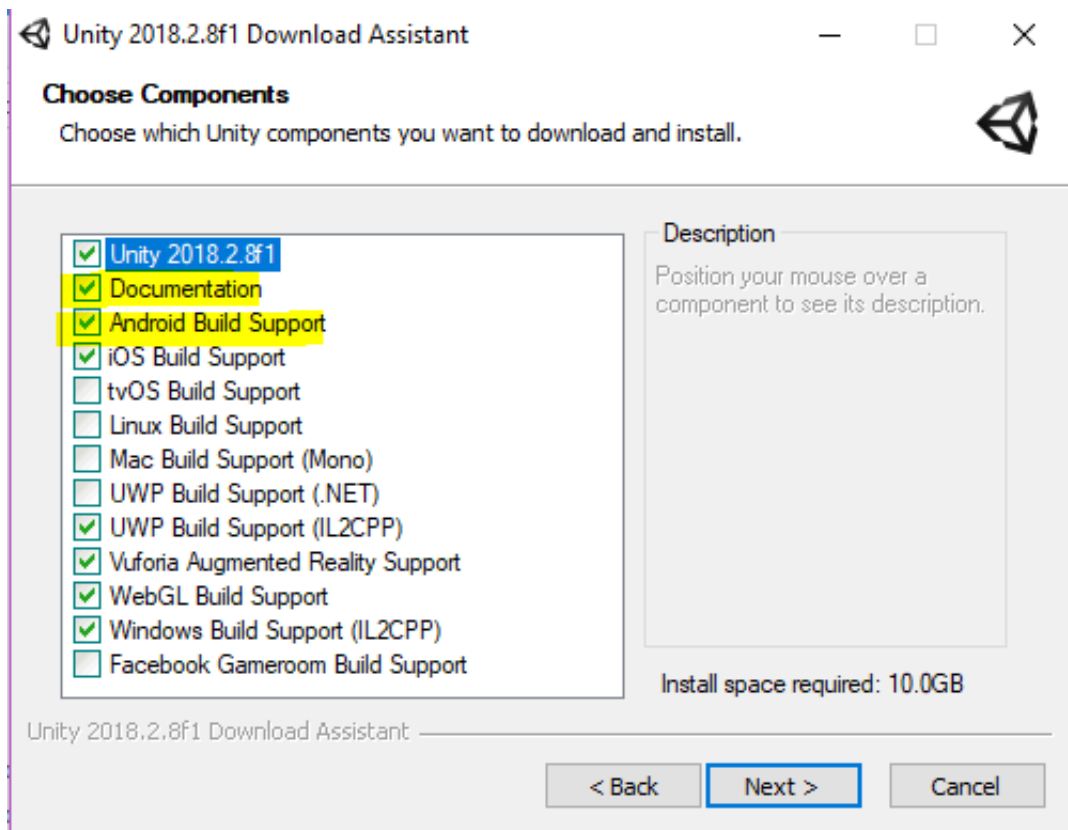 Unity 2018.2.8f1 Download Assistant
Choose Components
Choose which Unity components you want to download and install.
Unity 2018.2.8f1
Documentation
Android Build Support
iOS Build Support
tvOS Build Support
Linux Build Support
Mac Build Support (Mono)
UWP Build Support (.NET)
UWP Build Support (IL2CPP)
Vuforia Augmented Reality Support
WebGL Build Support
Windows Build Support (IL2CPP)
Facebook Gameroom Build Support
Description
Position your mouse over a
component to see its description.
Install space required: 10.0GB
Unity 2018.2.8f1 Download Assistant
< Back
Next >
Cancel